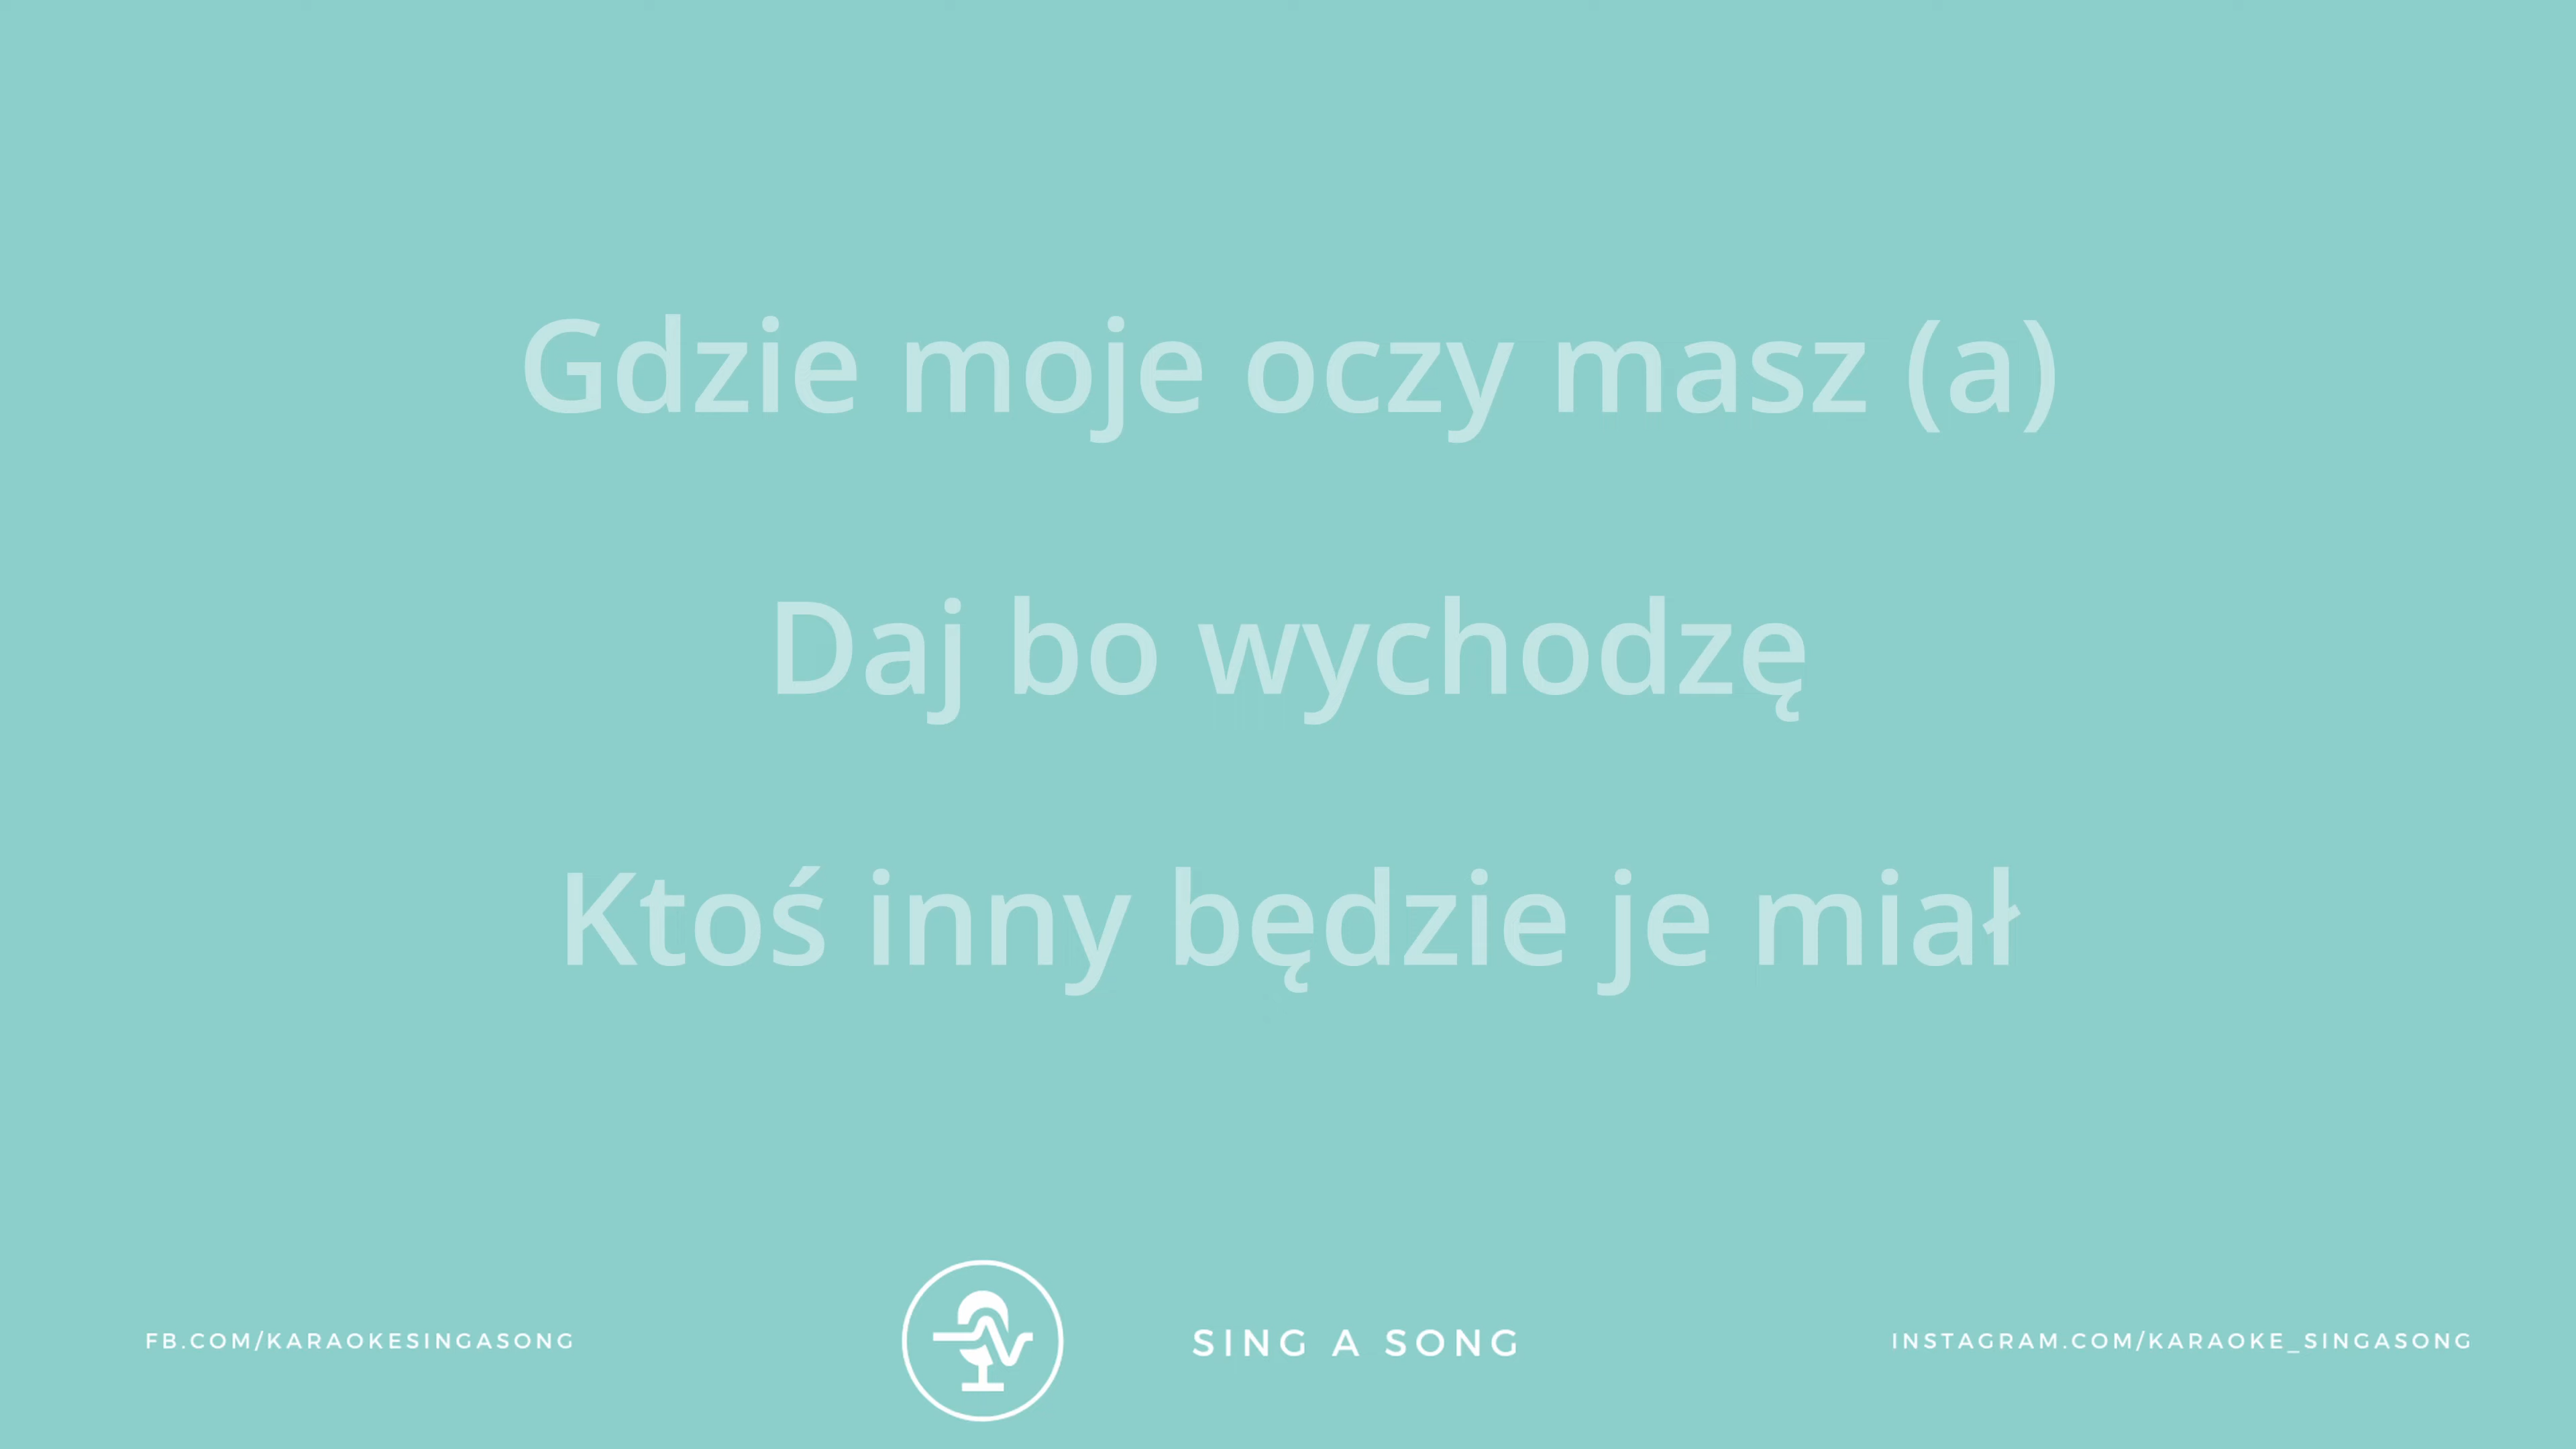 Gdzie moje oczy masz (a)
Daj bo wychodzę
Ktoś inny będzie je miał
FB.COM/KARAOKESINGASONG
SING A SONG
INSTAGRAM.COM/KARAOKE_SINGASONG